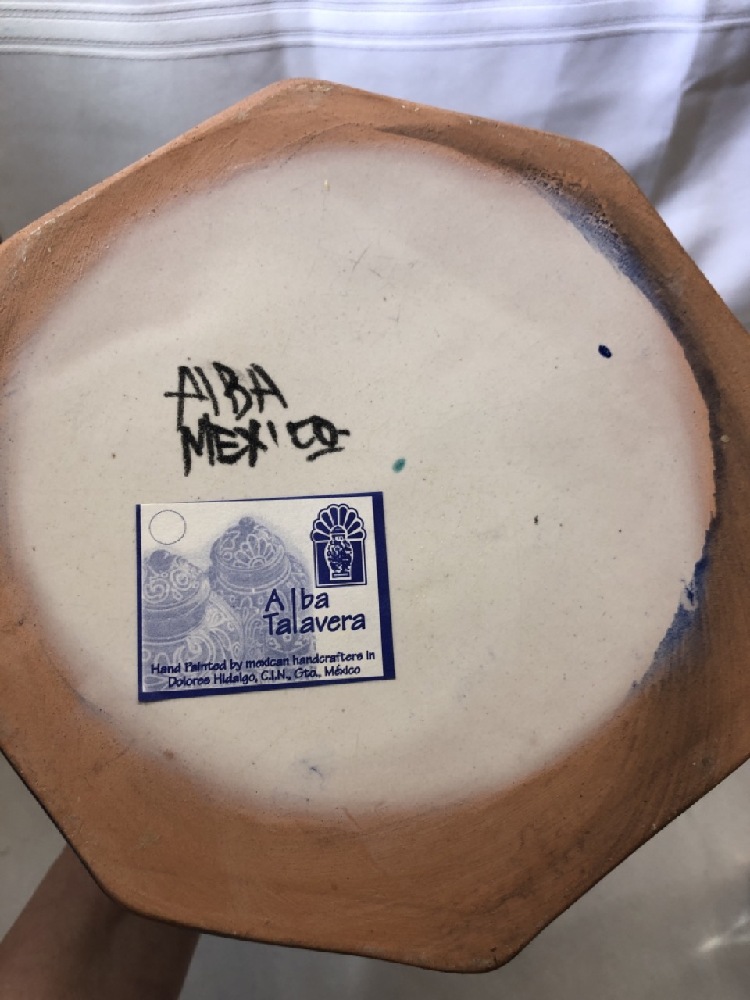 ALBA
MEXICO
Alba
Talavera
Hand Painted by mexican handcrafters in
Dolores Hidalgo, C.I.N., Gto., México